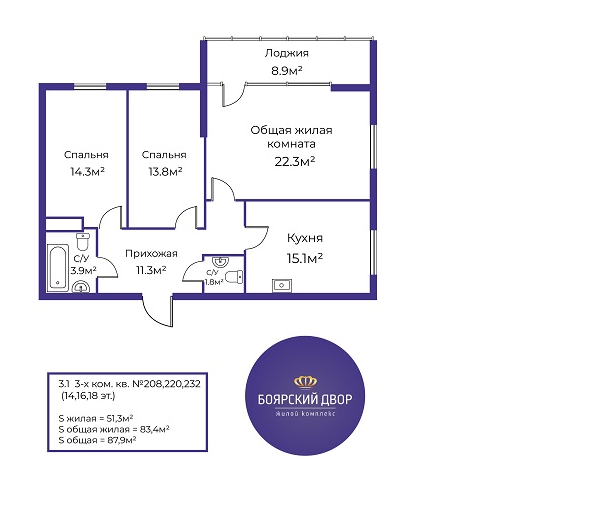 Лоджия
8.9м²
Общая жилая
комната
22.3м²
Спальня
14.3м²
Спальня
13.8м²
Кухня
15.1м²
Прихожая
11.3м²
С/У
3.9м²
С/У
1.8м²
3.1 3-х ком. кв. №208,220,232
(14,16,18 эт.)
S жилая = 51,3м²
S общая жилая = 83,4м²
S общая = 87,9м²
БОЯРСКИЙ ДВОР
жилой комплекс